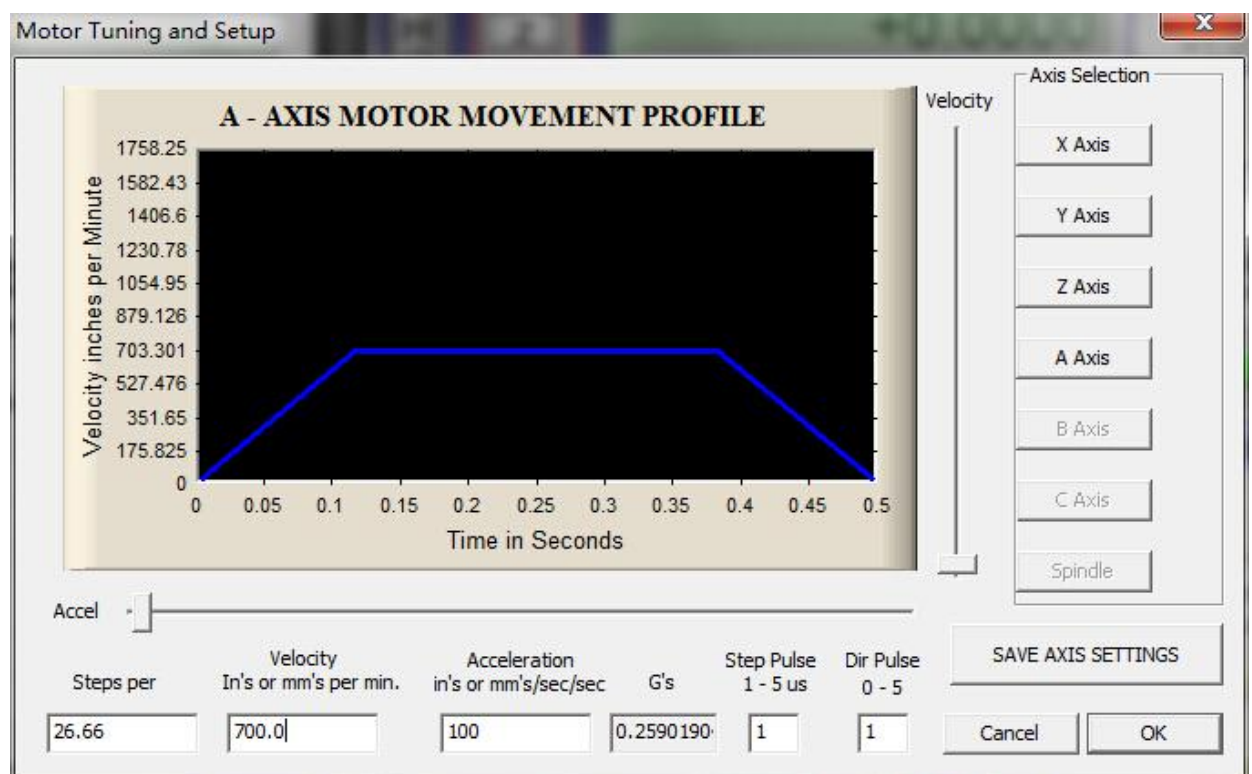 Motor Tuning and Setup
+0.0000
A - AXIS MOTOR MOVEMENT PROFILE
Velocity inches per Minute
1758.25
1582.43
1406.6
1230.78
1054.95
879.126
703.301
527.476
351.65
175.825
0
0 0.05 0.1 0.15 0.2 0.25 0.3 0.35 0.4 0.45 0.5
Time in Seconds
Velocity
Axis Selection
X Axis
Y Axis
Z Axis
A Axis
B Axis
C Axis
Spindle
Accel
Steps per
26.66
Velocity
In's or mm's per min.
700.0
Acceleration
in's or mm's/sec/sec
100
G's
0.2590190
Step Pulse
1 - 5 us
1
Dir Pulse
0 - 5
1
SAVE AXIS SETTINGS
Cancel
OK